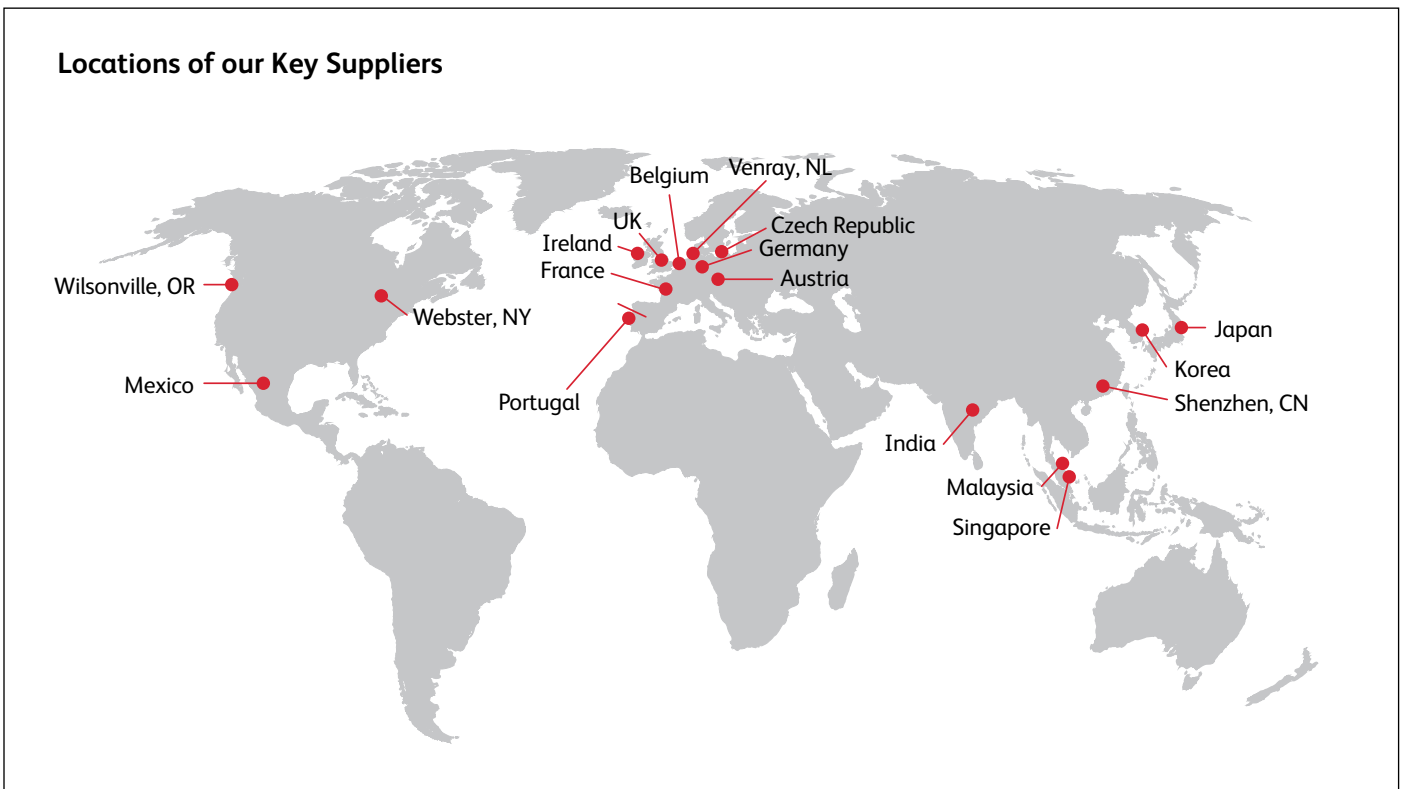 Locations of our Key Suppliers
Belgium
Venray, NL
UK
Czech Republic
Ireland
Germany
France
Austria
Wilsonville, OR
Webster, NY
Japan
Mexico
Korea
Portugal
Shenzhen, CN
India
Malaysia
Singapore